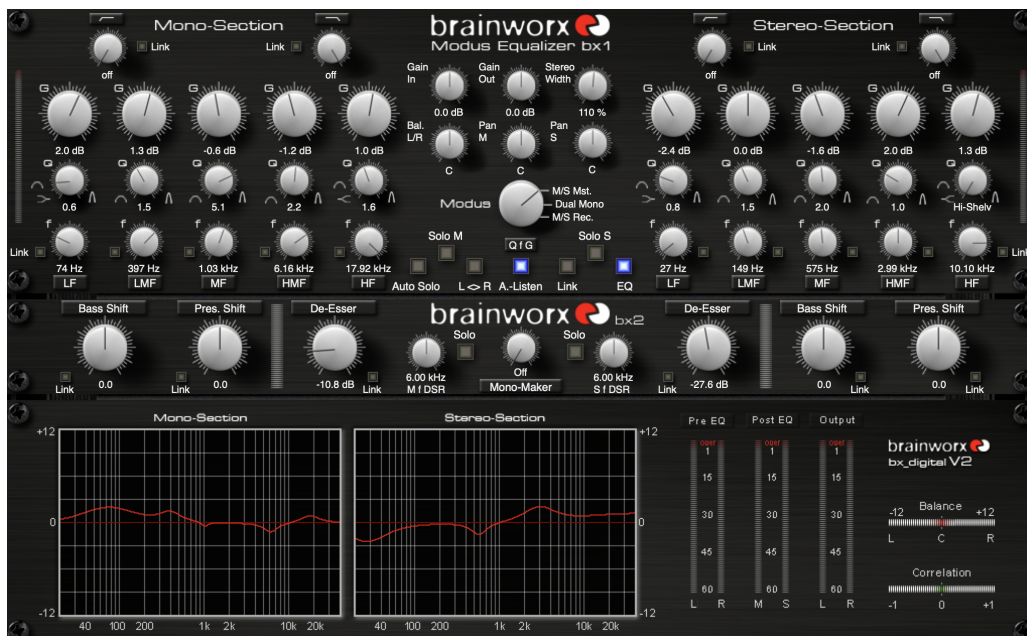 Mono-Section
brainworx
Modus Equalizer bx1
Stereo-Section
Link
Link
off
off
Link
Link
off
off
Gain In
Gain Out
Stereo Width
0.0 dB
0.0 dB
110 %
G
G
G
G
G
2.0 dB
1.3 dB
-0.6 dB
-1.2 dB
1.0 dB
Bal. L/R
Pan M
Pan S
C
C
C
G
G
G
G
G
-2.4 dB
0.0 dB
-1.6 dB
2.0 dB
1.3 dB
Q
Q
Q
Q
Q
0.6
1.5
5.1
2.2
1.6
Modus
M/S Mst.
Dual Mono
M/S Rec.
Q
Q
Q
Q
Q
0.8
1.5
2.0
1.0
Hi-Shelv
f
f
f
f
f
Link
74 Hz
397 Hz
1.03 kHz
6.16 kHz
17.92 kHz
LF
LMF
MF
HMF
HF
Solo M
Q f G
Solo S
Auto Solo
L <> R
A.-Listen
Link
EQ
f
f
f
f
f
Link
27 Hz
149 Hz
575 Hz
2.99 kHz
10.10 kHz
LF
LMF
MF
HMF
HF
Bass Shift
Pres. Shift
De-Esser
brainworx bx2
De-Esser
Bass Shift
Pres. Shift
Solo
Solo
Link
0.0
Link
0.0
-10.8 dB
Link
6.00 kHz
M f DSR
Off
Mono-Maker
6.00 kHz
S f DSR
Link
-27.6 dB
0.0
Link
0.0
Link
Mono-Section
Stereo-Section
+12
0
-12
40 100 200 1k 2k 10k 20k
+12
0
-12
40 100 200 1k 2k 10k 20k
Pre EQ
Post EQ
Output
over
over
over
1
1
1
15
15
15
30
30
30
45
45
45
60
60
60
L R
M S
L R
brainworx
bx_digital V2
Balance
-12 +12
L C R
Correlation
-1 0 +1